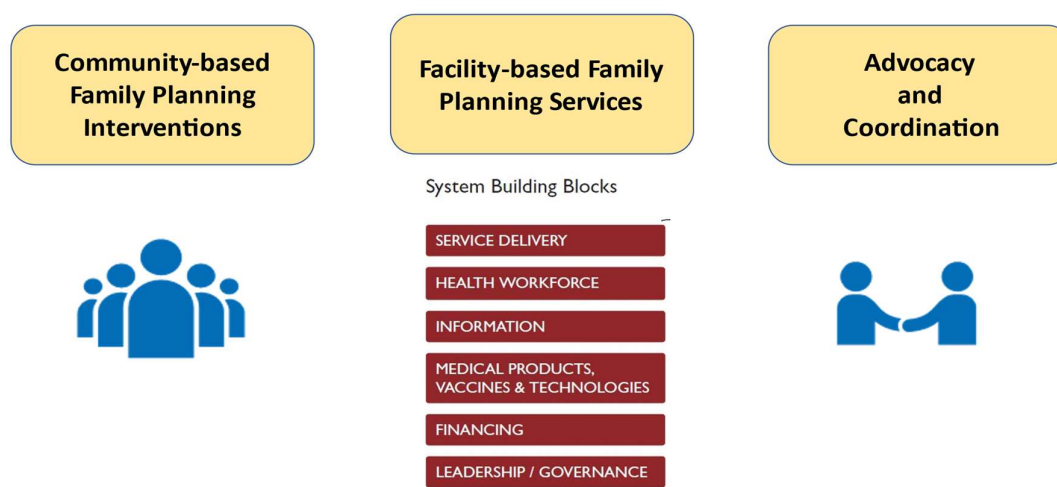 Community-based
Family Planning
Interventions
Facility-based Family
Planning Services
Advocacy
and
Coordination
System Building Blocks
SERVICE DELIVERY
HEALTH WORKFORCE
INFORMATION
MEDICAL PRODUCTS,
VACCINES & TECHNOLOGIES
FINANCING
LEADERSHIP / GOVERNANCE